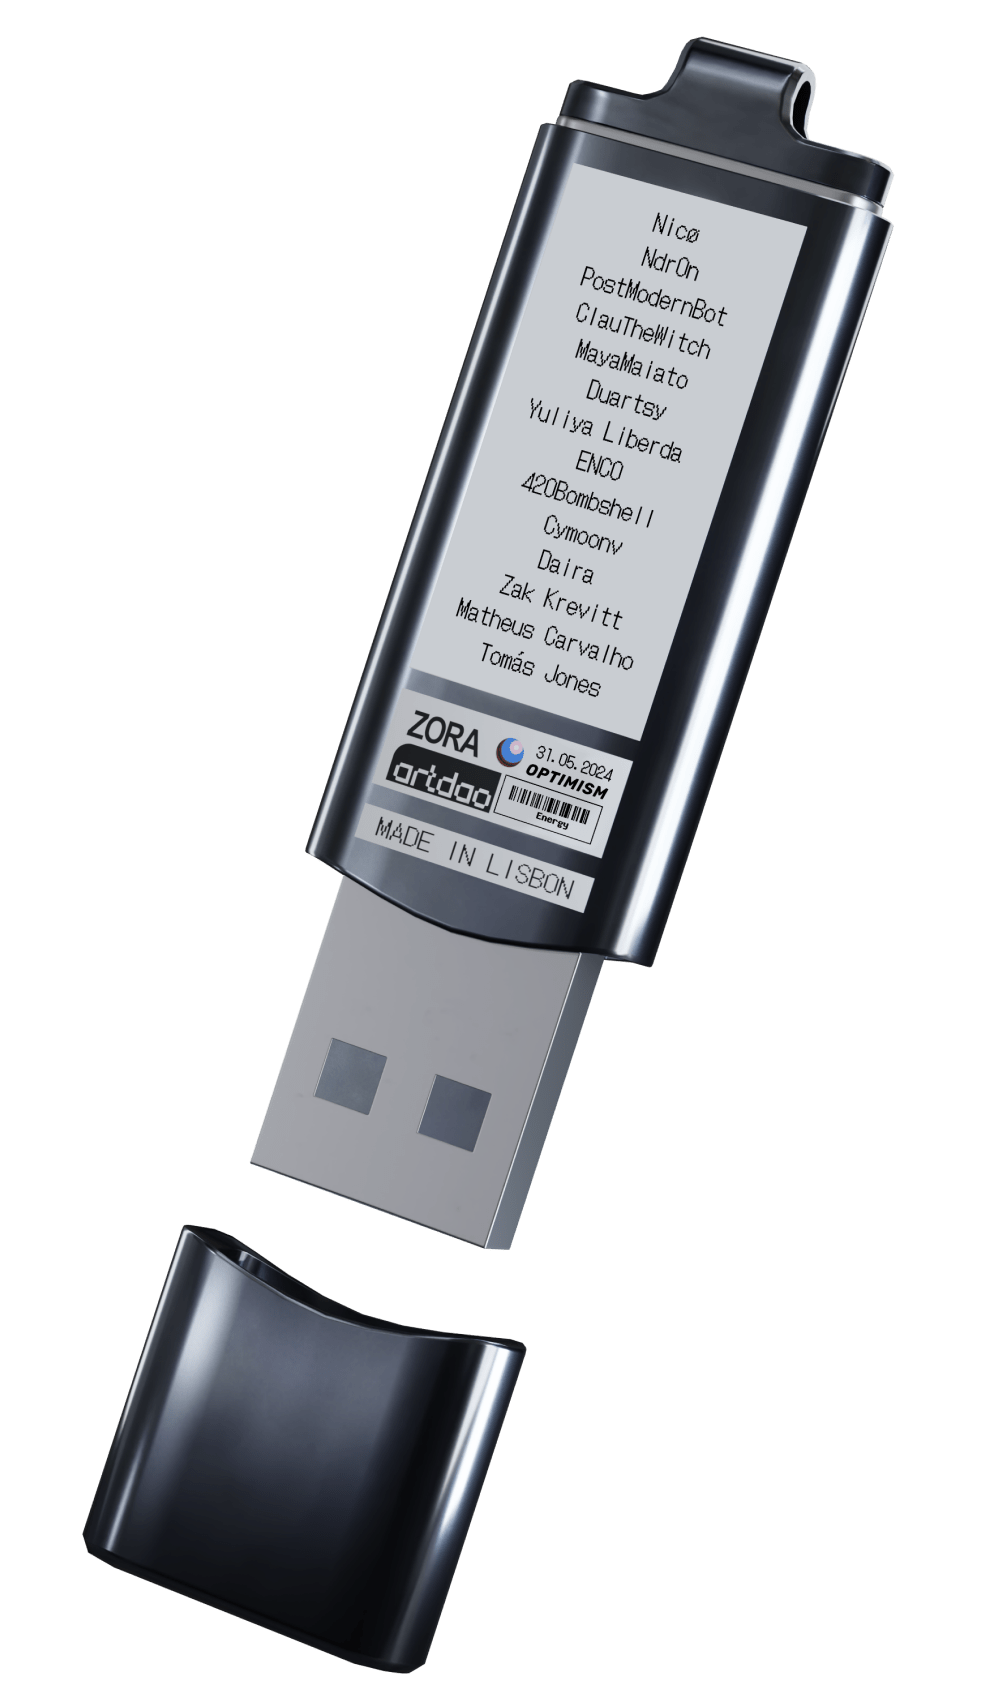 Nicø
Ndr0n
PostModernBot
ClauTheWitch
MayaMaiato
Duartsy
Yuliya Liberda
ENCO
420Bombshell
Cymoonv
Daira
Zak Krevitt
Matheus Carvalho
Tomás Jones
ZORA
31.05.2024
OPTIMISM
artdao
Energy
MADE IN LISBON